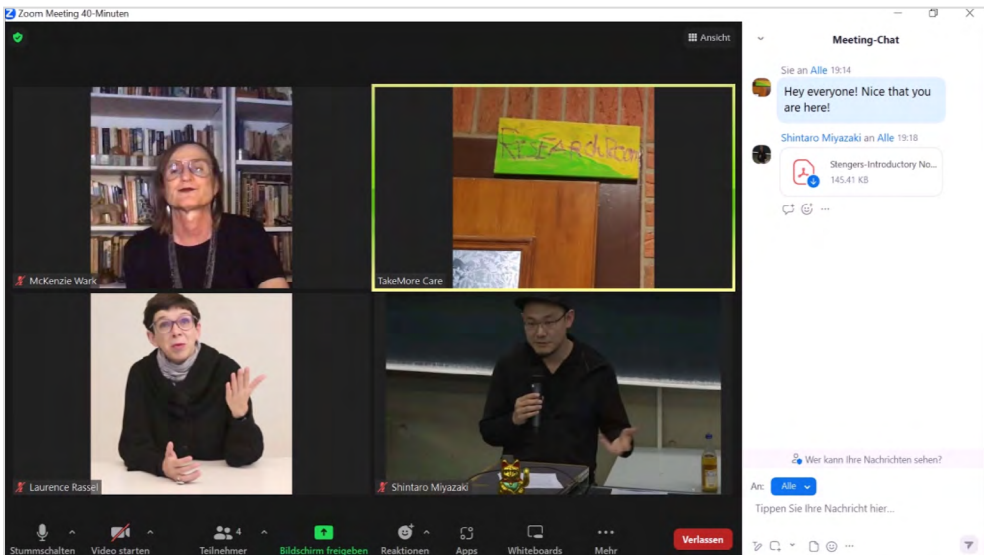 Zoom Meeting 40-Minuten
Ansicht
McKenzie Wark
RESEARchRoom
TakeMore Care
Laurence Rassel
Shintaro Miyazaki
Stummschalten
Video starten
4
Teilnehmer
Bildschirm freigeben
Reaktionen
Apps
Whiteboards
Mehr
Verlassen
Meeting-Chat
Sie an Alle 19:14
Hey everyone! Nice that you
are here!
Shintaro Miyazaki an Alle 19:18
Stengers-Introductory No...
145.41 KB
Wer kann Ihre Nachrichten sehen?
An: Alle
Tippen Sie Ihre Nachricht hier...